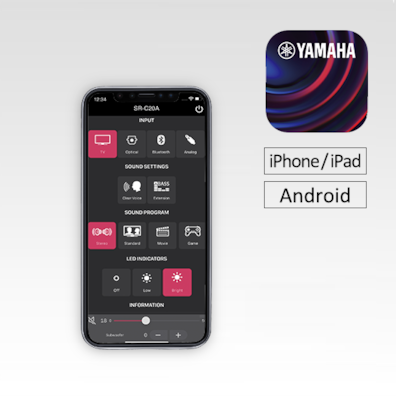 YAMAHA
iPhone/iPad
Android
12:34
SR-C20A
INPUT
TV
Optical
Bluetooth
Analog
SOUND SETTINGS
BASS
Clear Voice
Extension
SOUND PROGRAM
Stereo
Standard
Movie
Game
LED INDICATORS
Off
Low
Bright
INFORMATION
18
Subwoofer
0